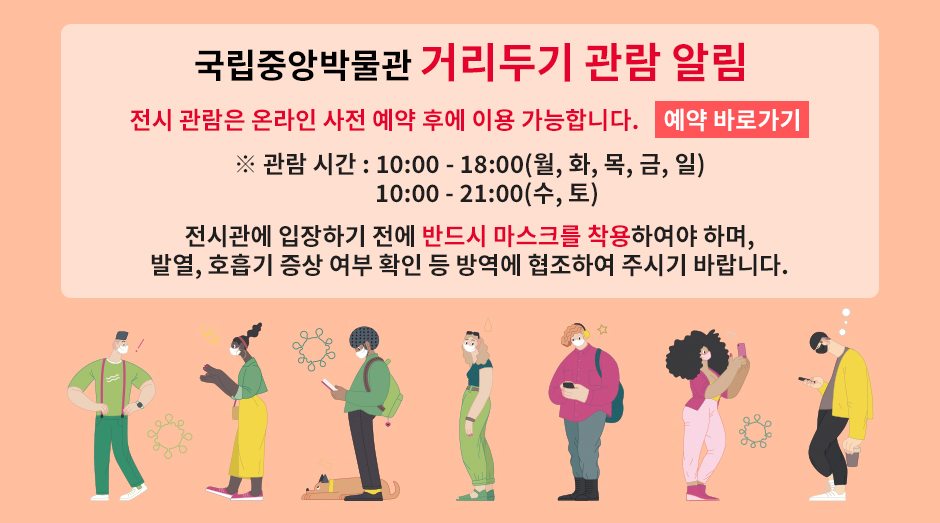 국립중앙박물관 거리두기 관람 알림
전시 관람은 온라인 사전 예약 후에 이용 가능합니다. 예약 바로가기
※ 관람 시간 : 10:00 - 18:00(월, 화, 목, 금, 일)
10:00 - 21:00(수, 토)
전시관에 입장하기 전에 반드시 마스크를 착용하여야 하며,
발열, 호흡기 증상 여부 확인 등 방역에 협조하여 주시기 바랍니다.